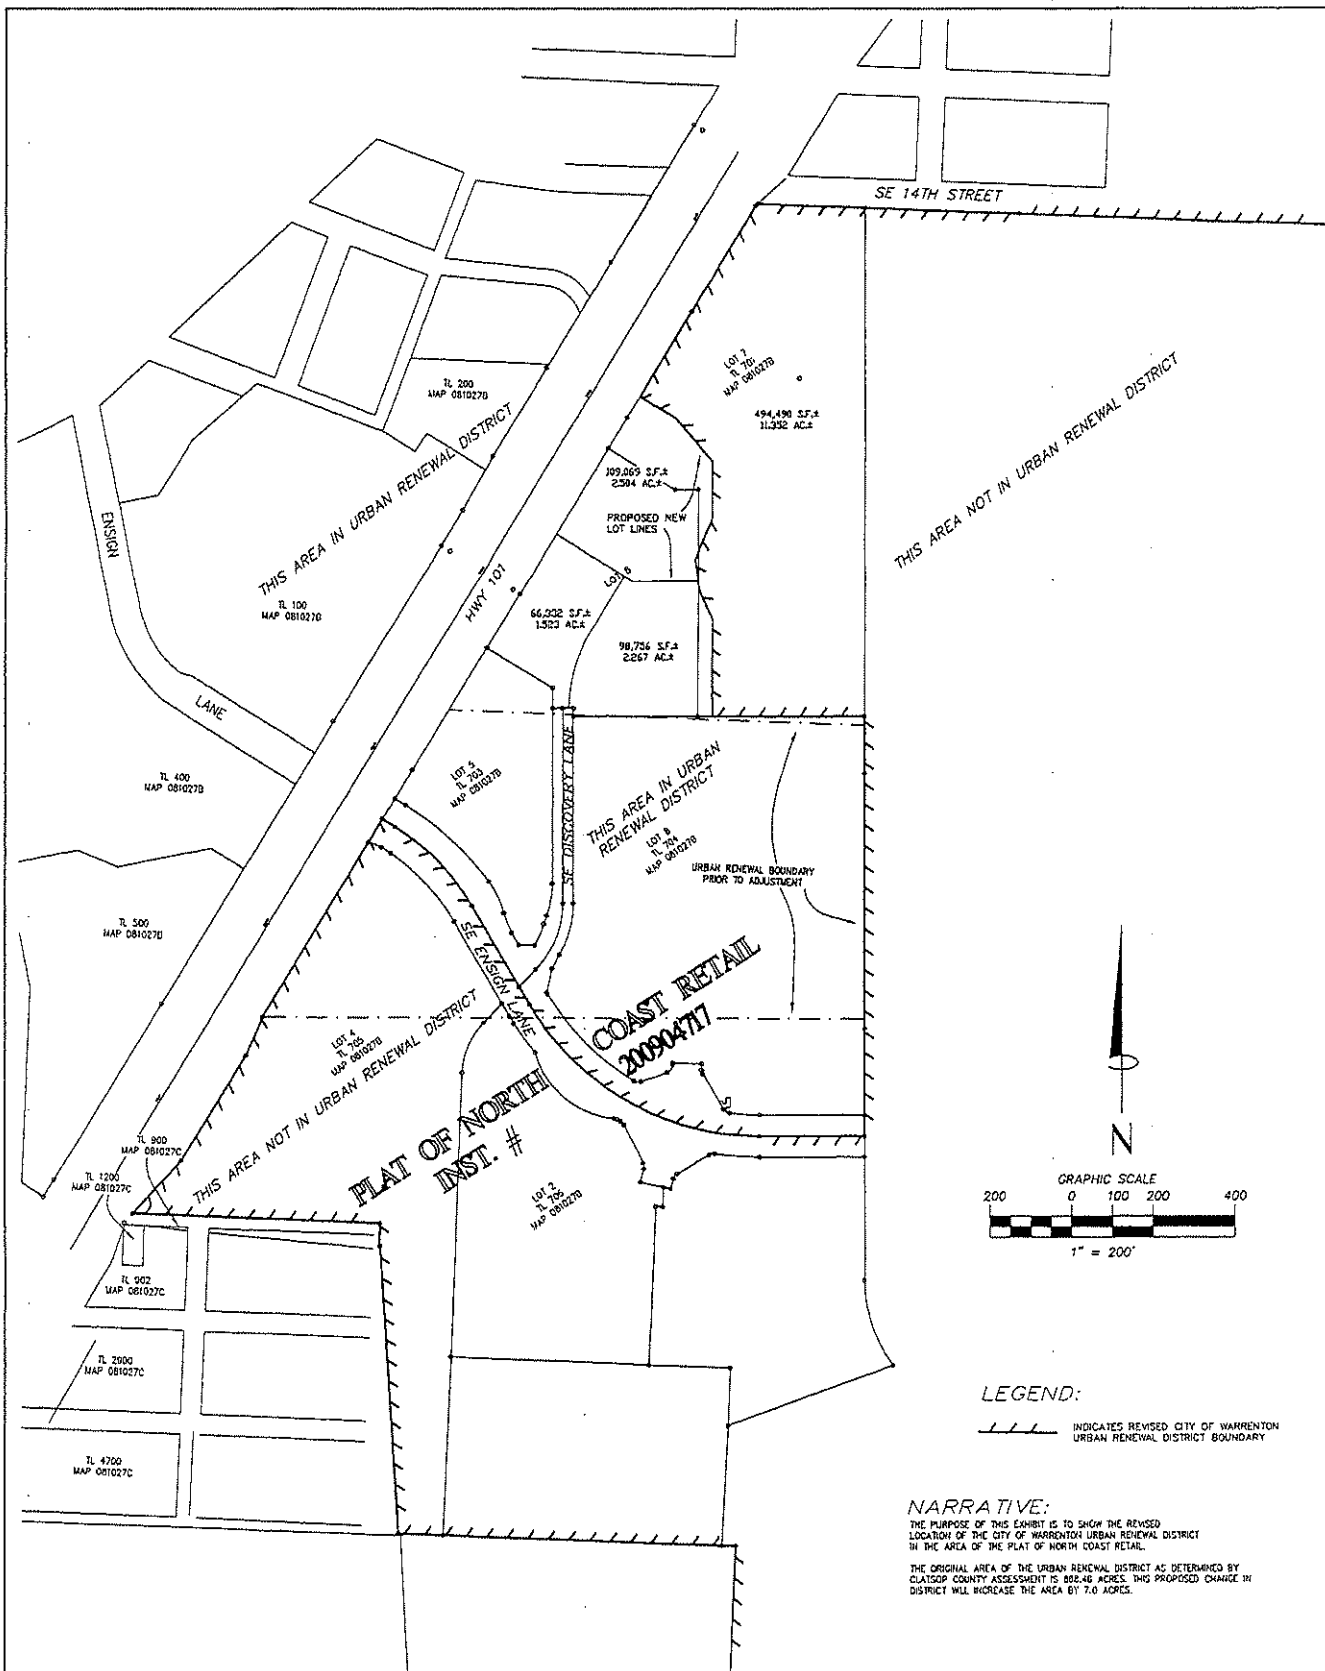 SE 14TH STREET
LOT 7
TL 701
MAP 081027B
494,490 S.F.±
11.352 AC.±
TL 200
MAP 081027B
THIS AREA IN URBAN RENEWAL DISTRICT
THIS AREA NOT IN URBAN RENEWAL DISTRICT
109,069 S.F.±
2.504 AC.±
PROPOSED NEW
LOT LINES
ENSIGN
LANE
HWY 101
TL 100
MAP 081027B
LOT 6
66,332 S.F.±
1.523 AC.±
98,756 S.F.±
2.267 AC.±
TL 400
MAP 081027B
LOT 5
TL 703
MAP 081027B
SE DISCOVERY LANE
THIS AREA IN URBAN
RENEWAL DISTRICT
LOT 8
TL 704
MAP 081027B
URBAN RENEWAL BOUNDARY
PRIOR TO ADJUSTMENT
TL 500
MAP 081027B
SE ENSIGN LANE
LOT 4
TL 705
MAP 081027B
THIS AREA NOT IN URBAN RENEWAL DISTRICT
PLAT OF NORTH COAST RETAIL
INST. # 200904717
TL 900
MAP 081027C
TL 1200
MAP 081027C
LOT 2
MAP 081027B
TL 902
MAP 081027C
TL 2900
MAP 081027C
TL 4700
MAP 081027C
N
GRAPHIC SCALE
200 0 100 200 400
1" = 200'
LEGEND:
INDICATES REVISED CITY OF WARRENTON
URBAN RENEWAL DISTRICT BOUNDARY
NARRATIVE:
THE PURPOSE OF THIS EXHIBIT IS TO SHOW THE REVISED
LOCATION OF THE CITY OF WARRENTON URBAN RENEWAL DISTRICT
IN THE AREA OF THE PLAT OF NORTH COAST RETAIL.
THE ORIGINAL AREA OF THE URBAN RENEWAL DISTRICT AS DETERMINED BY
CLATSOP COUNTY ASSESSMENT IS ACRES. THIS PROPOSED CHANGE IN
DISTRICT WILL INCREASE THE AREA BY 7.0 ACRES.